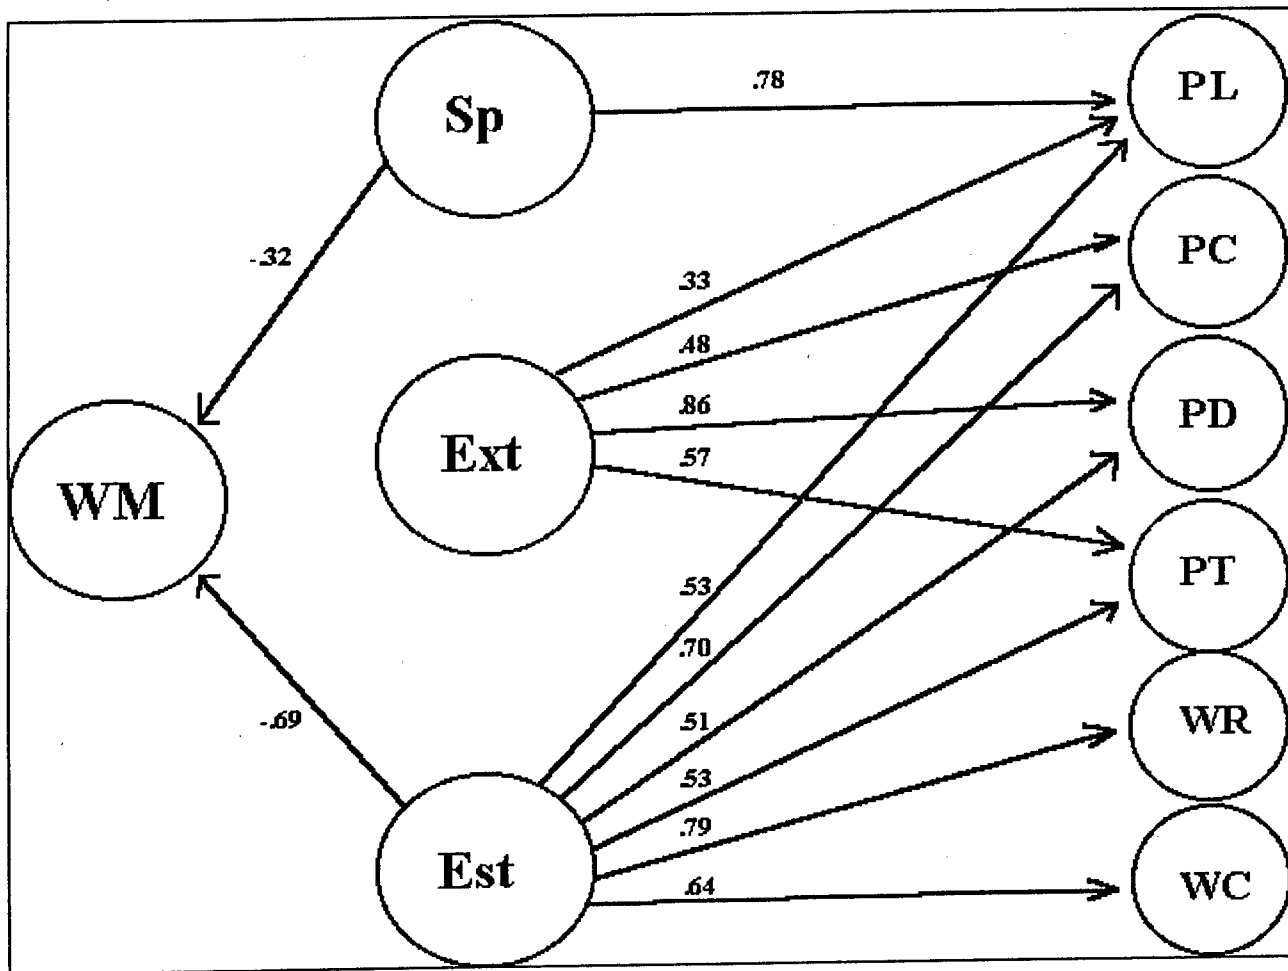 PL
.78
Sp
PC
-.32
.33
.48
.86
PD
Ext
.57
WM
PT
.53
.70
-.69
.51
WR
.53
.79
Est
.64
WC